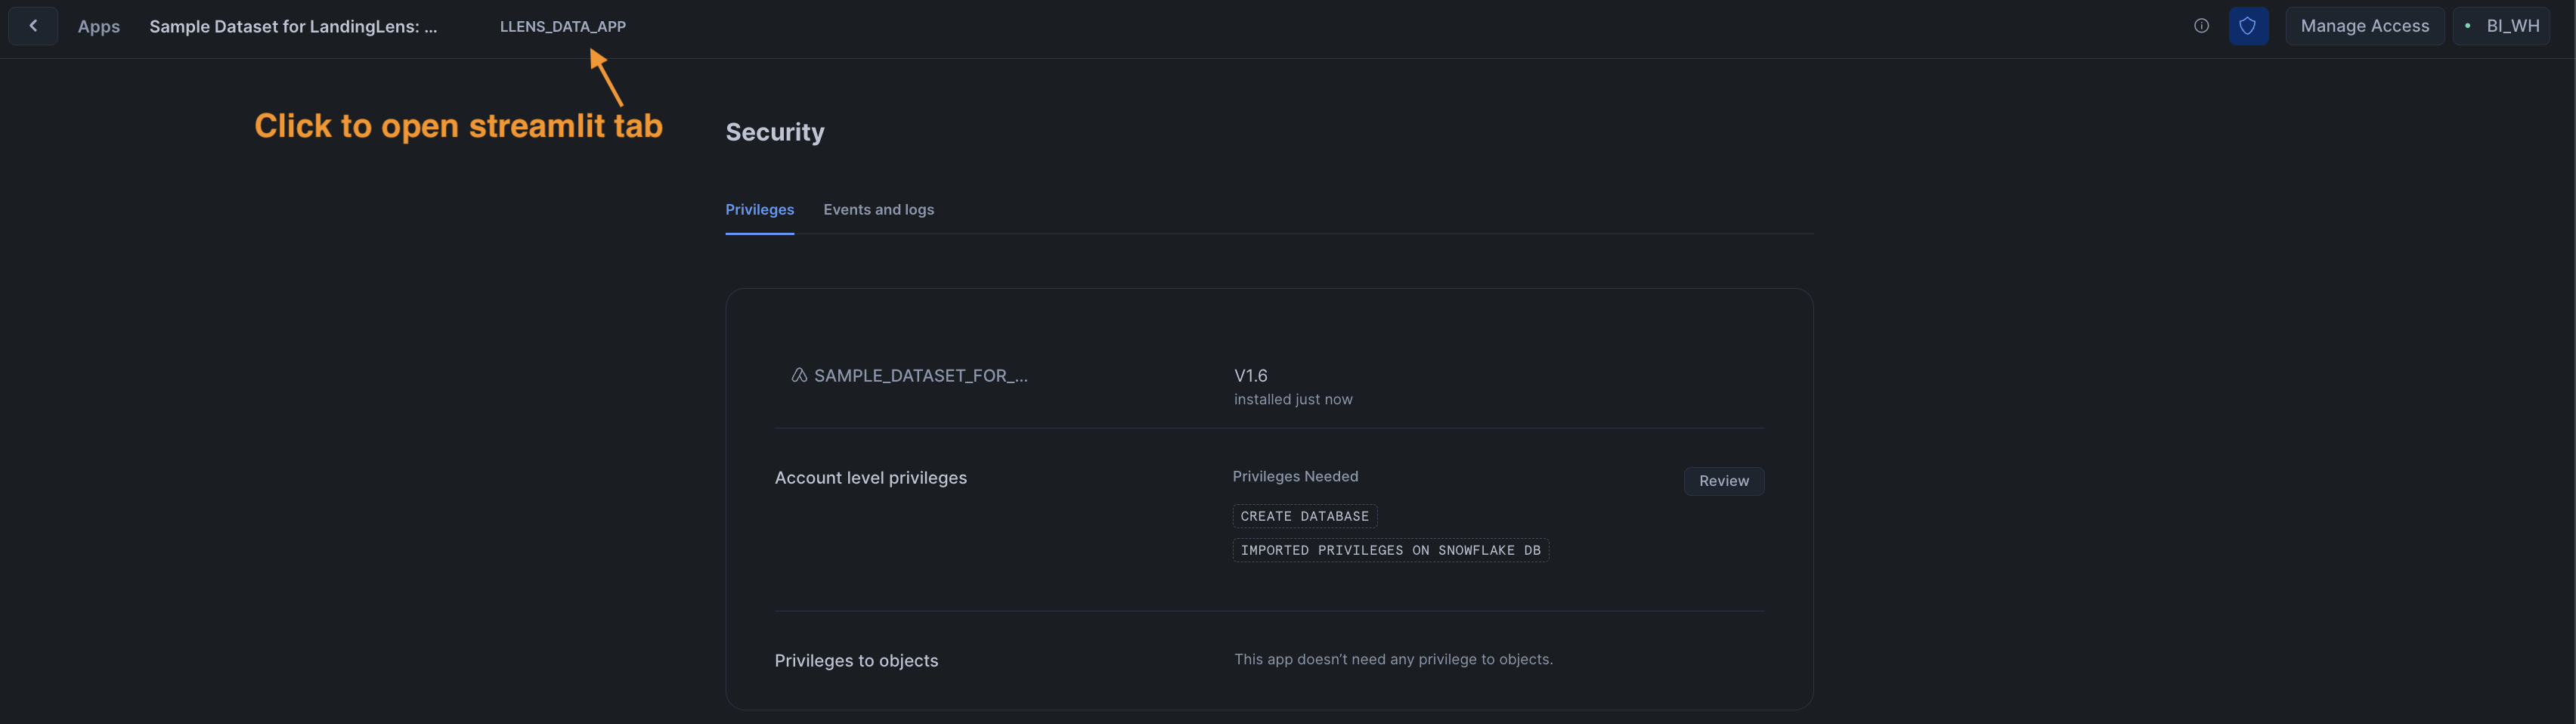 Apps Sample Dataset for LandingLens: ... LLENS_DATA_APP Manage Access BI_WH
Click to open streamlit tab
Security
Privileges Events and logs
SAMPLE_DATASET_FOR_... V1.6
installed just now
Account level privileges Privileges Needed Review
CREATE DATABASE
IMPORTED PRIVILEGES ON SNOWFLAKE DB
Privileges to objects This app doesn’t need any privilege to objects.